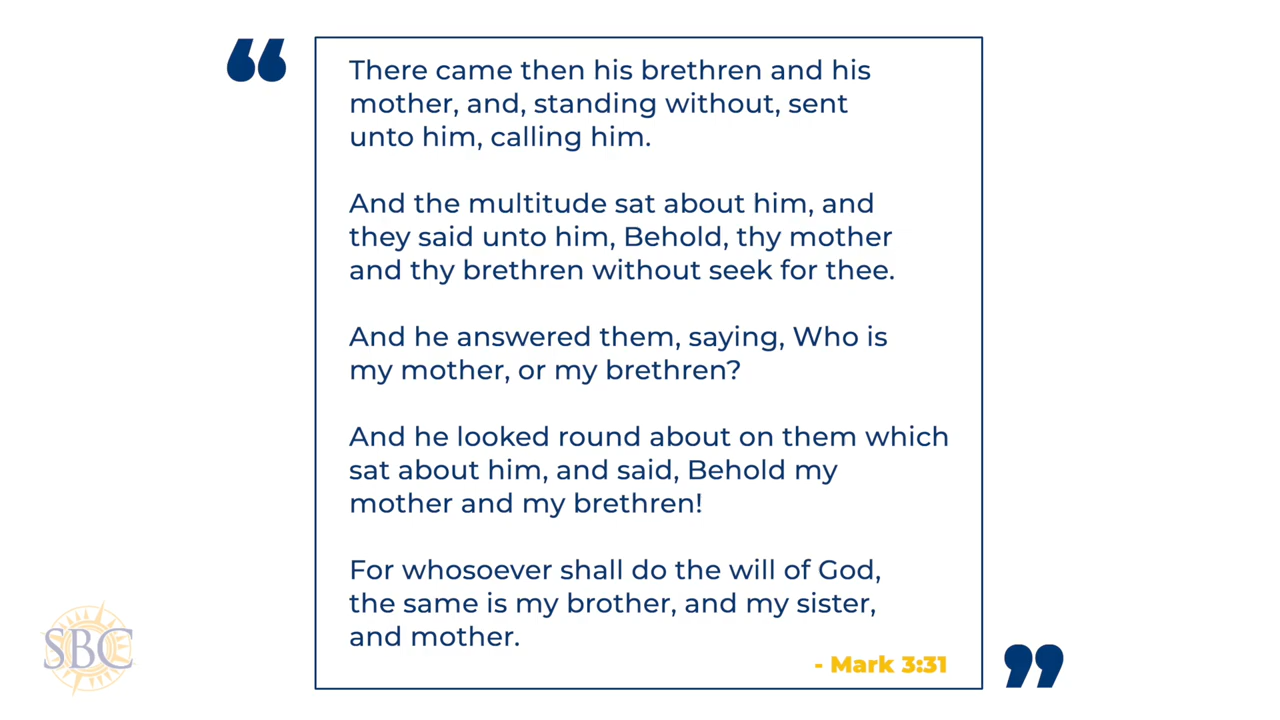 “
There came then his brethren and his
mother, and, standing without, sent
unto him, calling him.
And the multitude sat about him, and
they said unto him, Behold, thy mother
and thy brethren without seek for thee.
And he answered them, saying, Who is
my mother, or my brethren?
And he looked round about on them which
sat about him, and said, Behold my
mother and my brethren!
For whosoever shall do the will of God,
the same is my brother, and my sister,
and mother.
- Mark 3:31
”
SBC